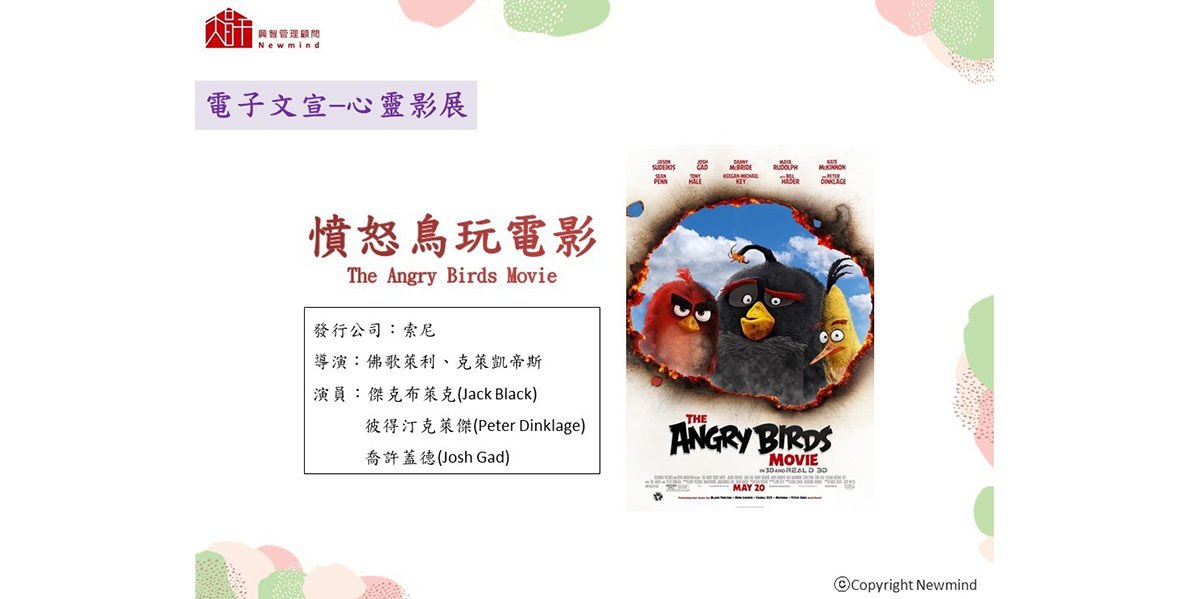 興智管理顧問
Newmind
電子文宣–心靈影展
憤怒鳥玩電影
The Angry Birds Movie
發行公司：索尼
導演：佛歌萊利、克萊凱帝斯
演員：傑克布萊克(Jack Black)
彼得汀克萊傑(Peter Dinklage)
喬許蓋德(Josh Gad)
JASON SUDEIKIS JOSH GAD DANNY McBRIDE MAYA RUDOLPH KATE McKINNON
SEAN PENN TONY HALE KEEGAN-MICHAEL KEY WITH BILL HADER AND PETER DINKLAGE
THE
ANGRY BIRDS
MOVIE
IN 3D AND REAL D 3D
MAY 20
©Copyright Newmind